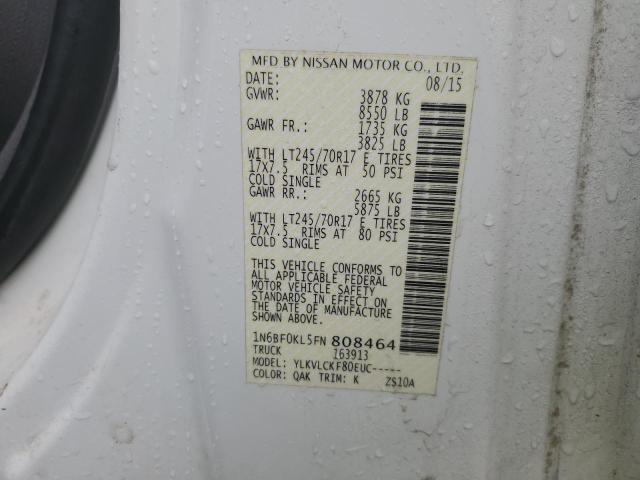 MFD BY NISSAN MOTOR CO., LTD.
DATE: 08/15
GVWR: 3878 KG
8550 LB
GAWR FR.: 1735 KG
3825 LB
WITH LT245/70R17 E TIRES
17X7.5 RIMS AT 50 PSI
COLD SINGLE
GAWR RR.: 2665 KG
5875 LB
WITH LT245/70R17 E TIRES
17X7.5 RIMS AT 80 PSI
COLD SINGLE
THIS VEHICLE CONFORMS TO
ALL APPLICABLE FEDERAL
MOTOR VEHICLE SAFETY
STANDARDS IN EFFECT ON
THE DATE OF MANUFACTURE
SHOWN ABOVE.
1N6BF0KL5FN 808464
TRUCK I63913
MODEL: YLKVLCKF80EUC-----
COLOR: QAK TRIM: K ZS10A